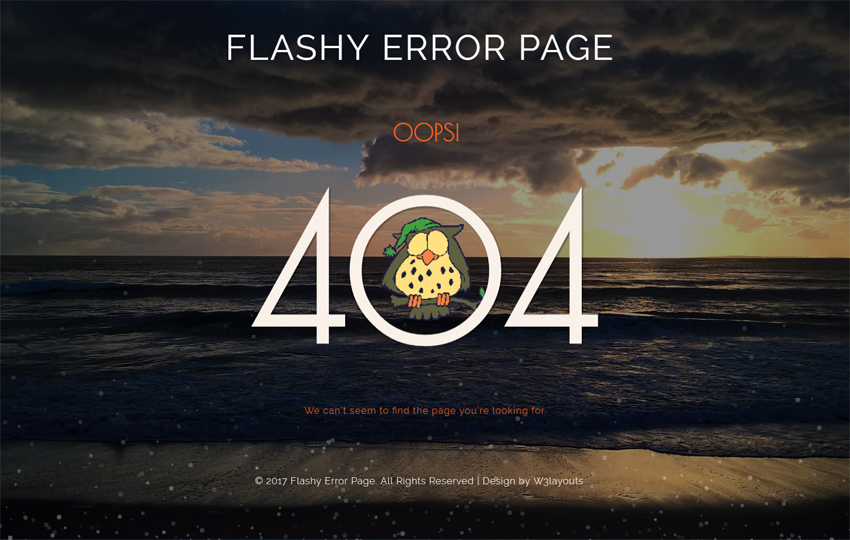 FLASHY ERROR PAGE
OOPS!
404
We can't seem to find the page you're looking for
© 2017 Flashy Error Page. All Rights Reserved | Design by W3layouts